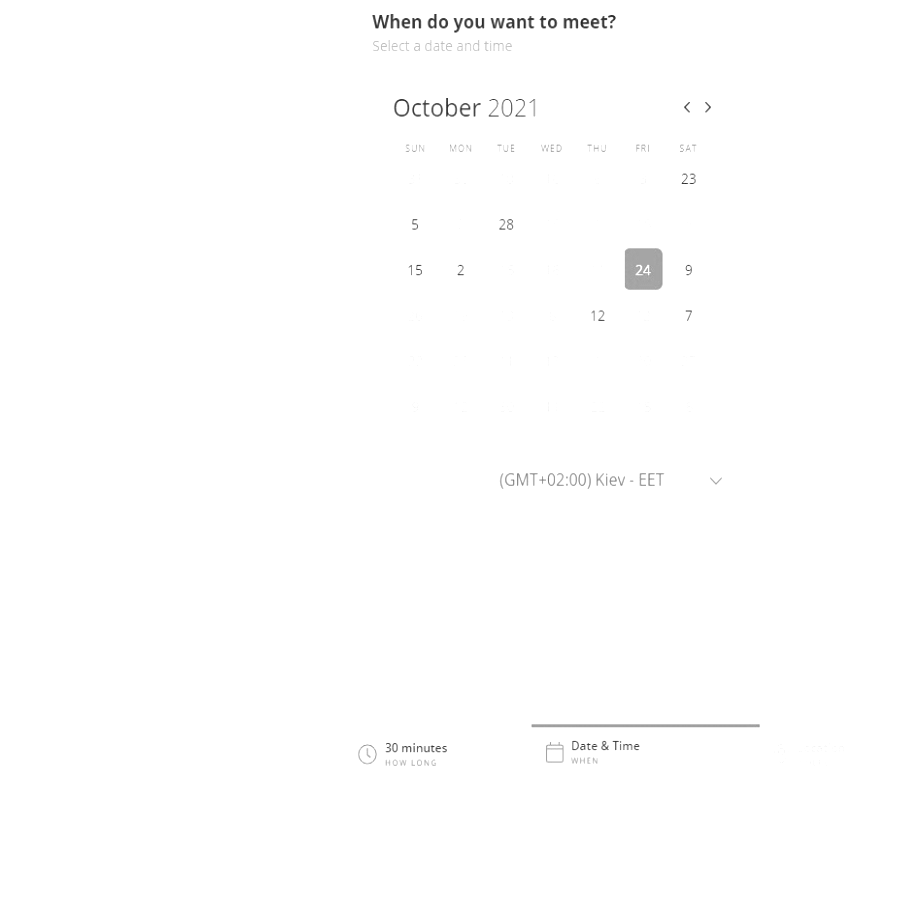 When do you want to meet?
Select a date and time
October 2021
SUN MON TUE WED THU FRI SAT
23
5 28
15 2 24 9
12 7
(GMT+02:00) Kiev - EET
30 minutes
HOW LONG
Date & Time
WHEN